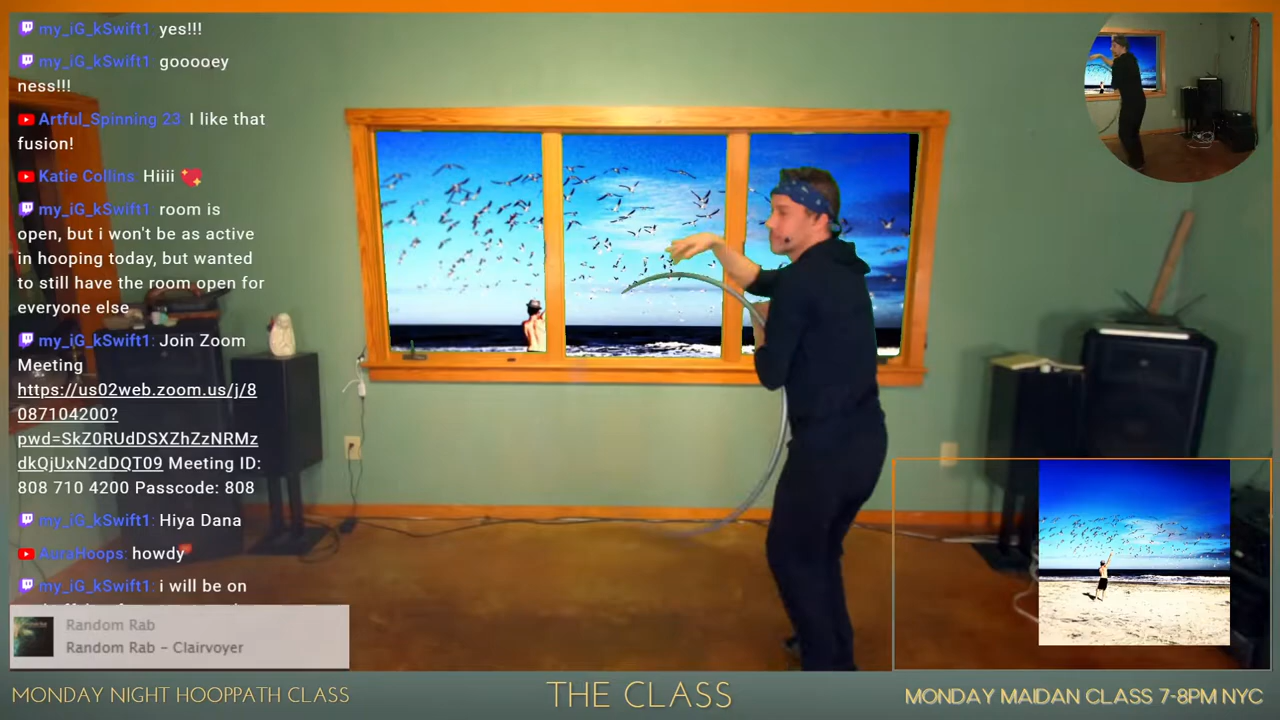 my_iG_kSwift1: yes!!!
my_iG_kSwift1: gooooey
ness!!!
Artful_Spinning 23: I like that
fusion!
Katie Collins: Hiiii 💖
my_iG_kSwift1: room is
open, but i won't be as active
in hooping today, but wanted
to still have the room open for
everyone else
my_iG_kSwift1: Join Zoom
Meeting
https://us02web.zoom.us/j/8
087104200?
pwd=SkZ0RUdDSXZhZzNRMz
dkQjUxN2dDQT09 Meeting ID:
808 710 4200 Passcode: 808
my_iG_kSwift1: Hiya Dana
AuraHoops: howdy
my_iG_kSwift1: i will be on
Random Rab
Random Rab – Clairvoyer
MONDAY NIGHT HOOPPATH CLASS
THE CLASS
MONDAY MAIDAN CLASS 7-8PM NYC